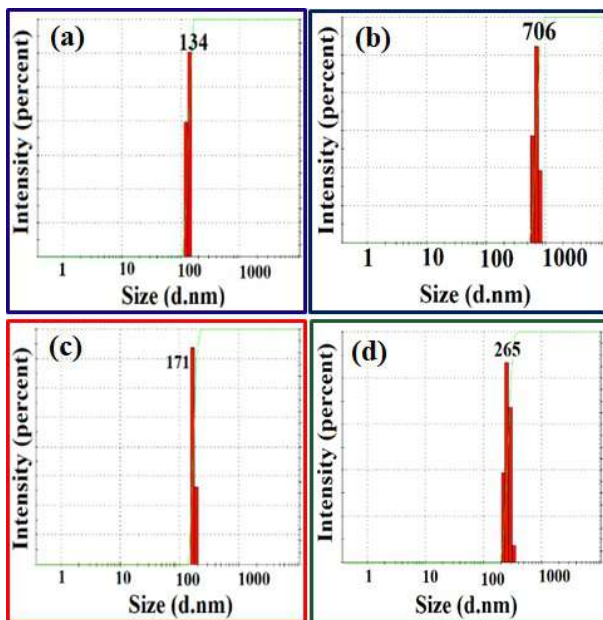 (a)
134
Intensity (percent)
1 10 100 1000
Size (d.nm)
(b)
706
Intensity (percent)
1 10 100 1000
Size (d.nm)
(c)
171
Intensity (percent)
1 10 100 1000
Size (d.nm)
(d)
265
Intensity (percent)
1 10 100 1000
Size (d.nm)